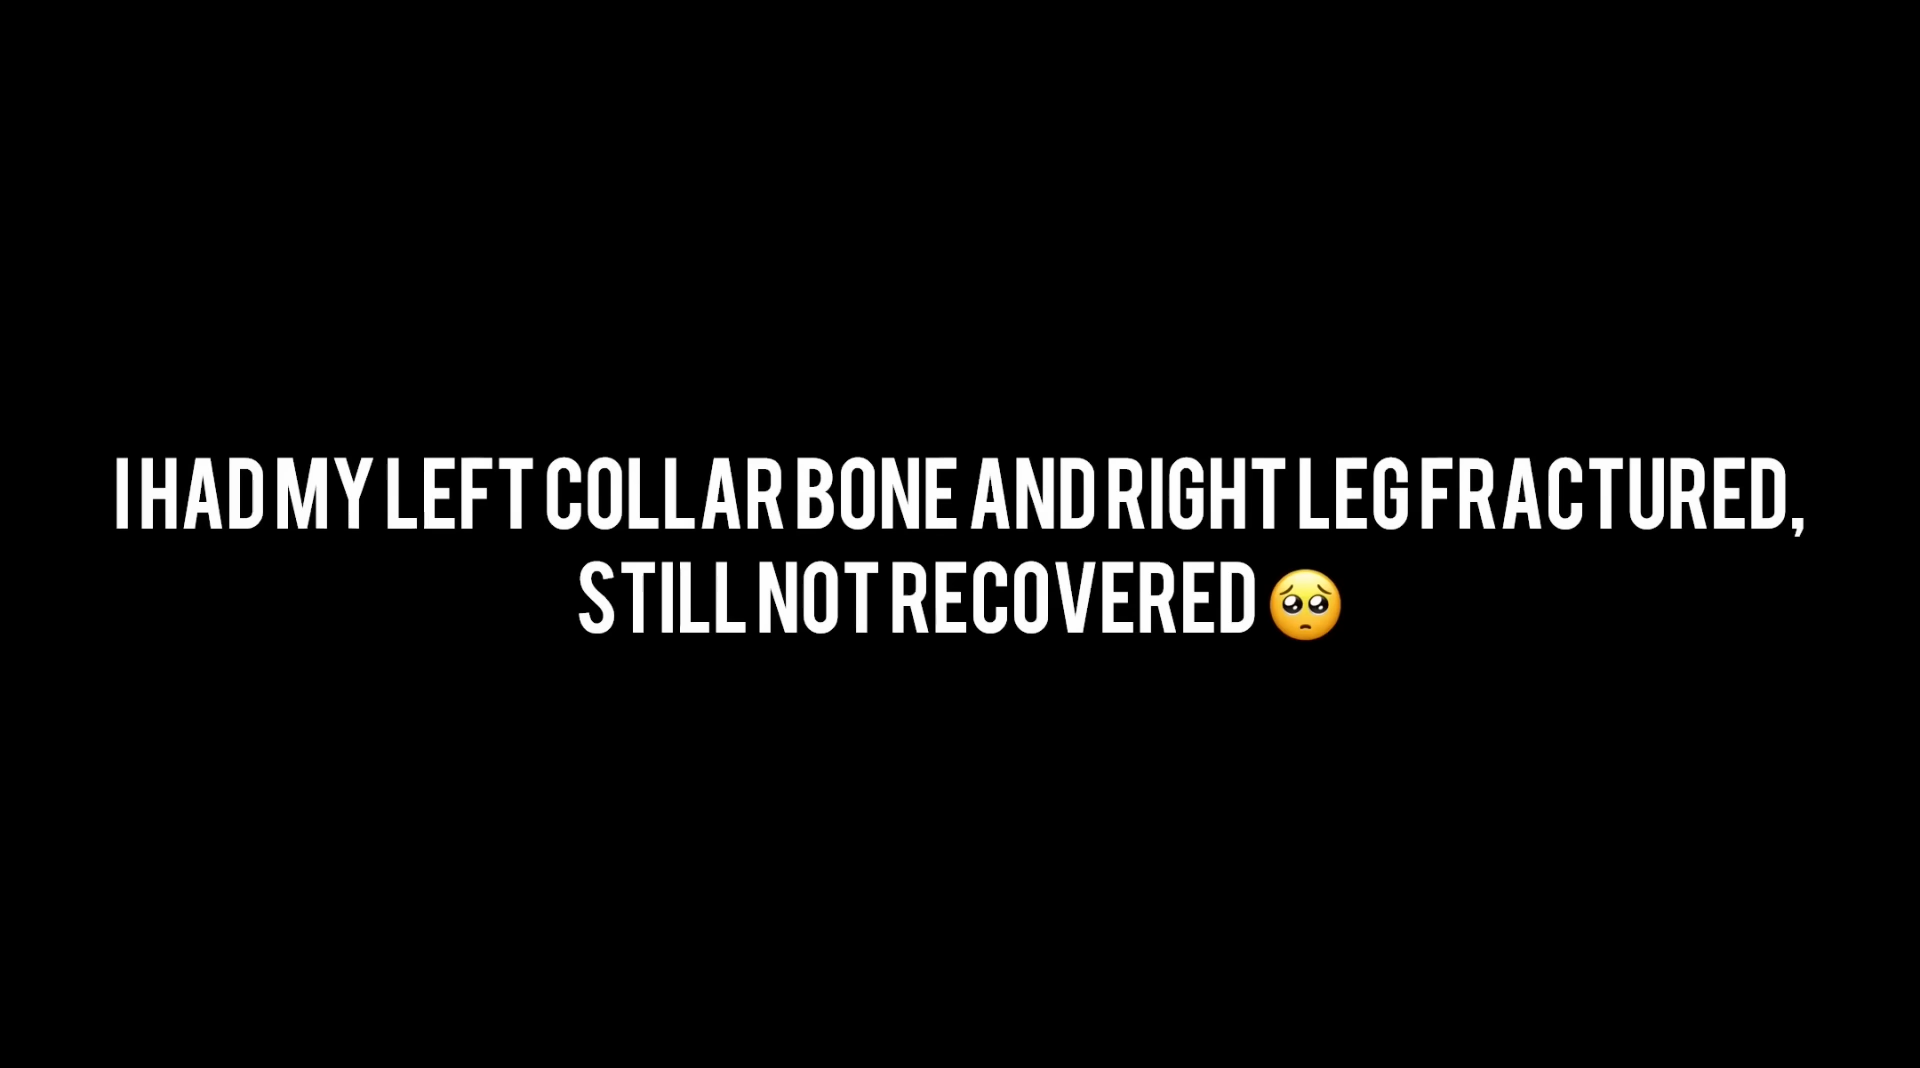 I HAD MY LEFT COLLAR BONE AND RIGHT LEG FRACTURED,
STILL NOT RECOVERED 🥺